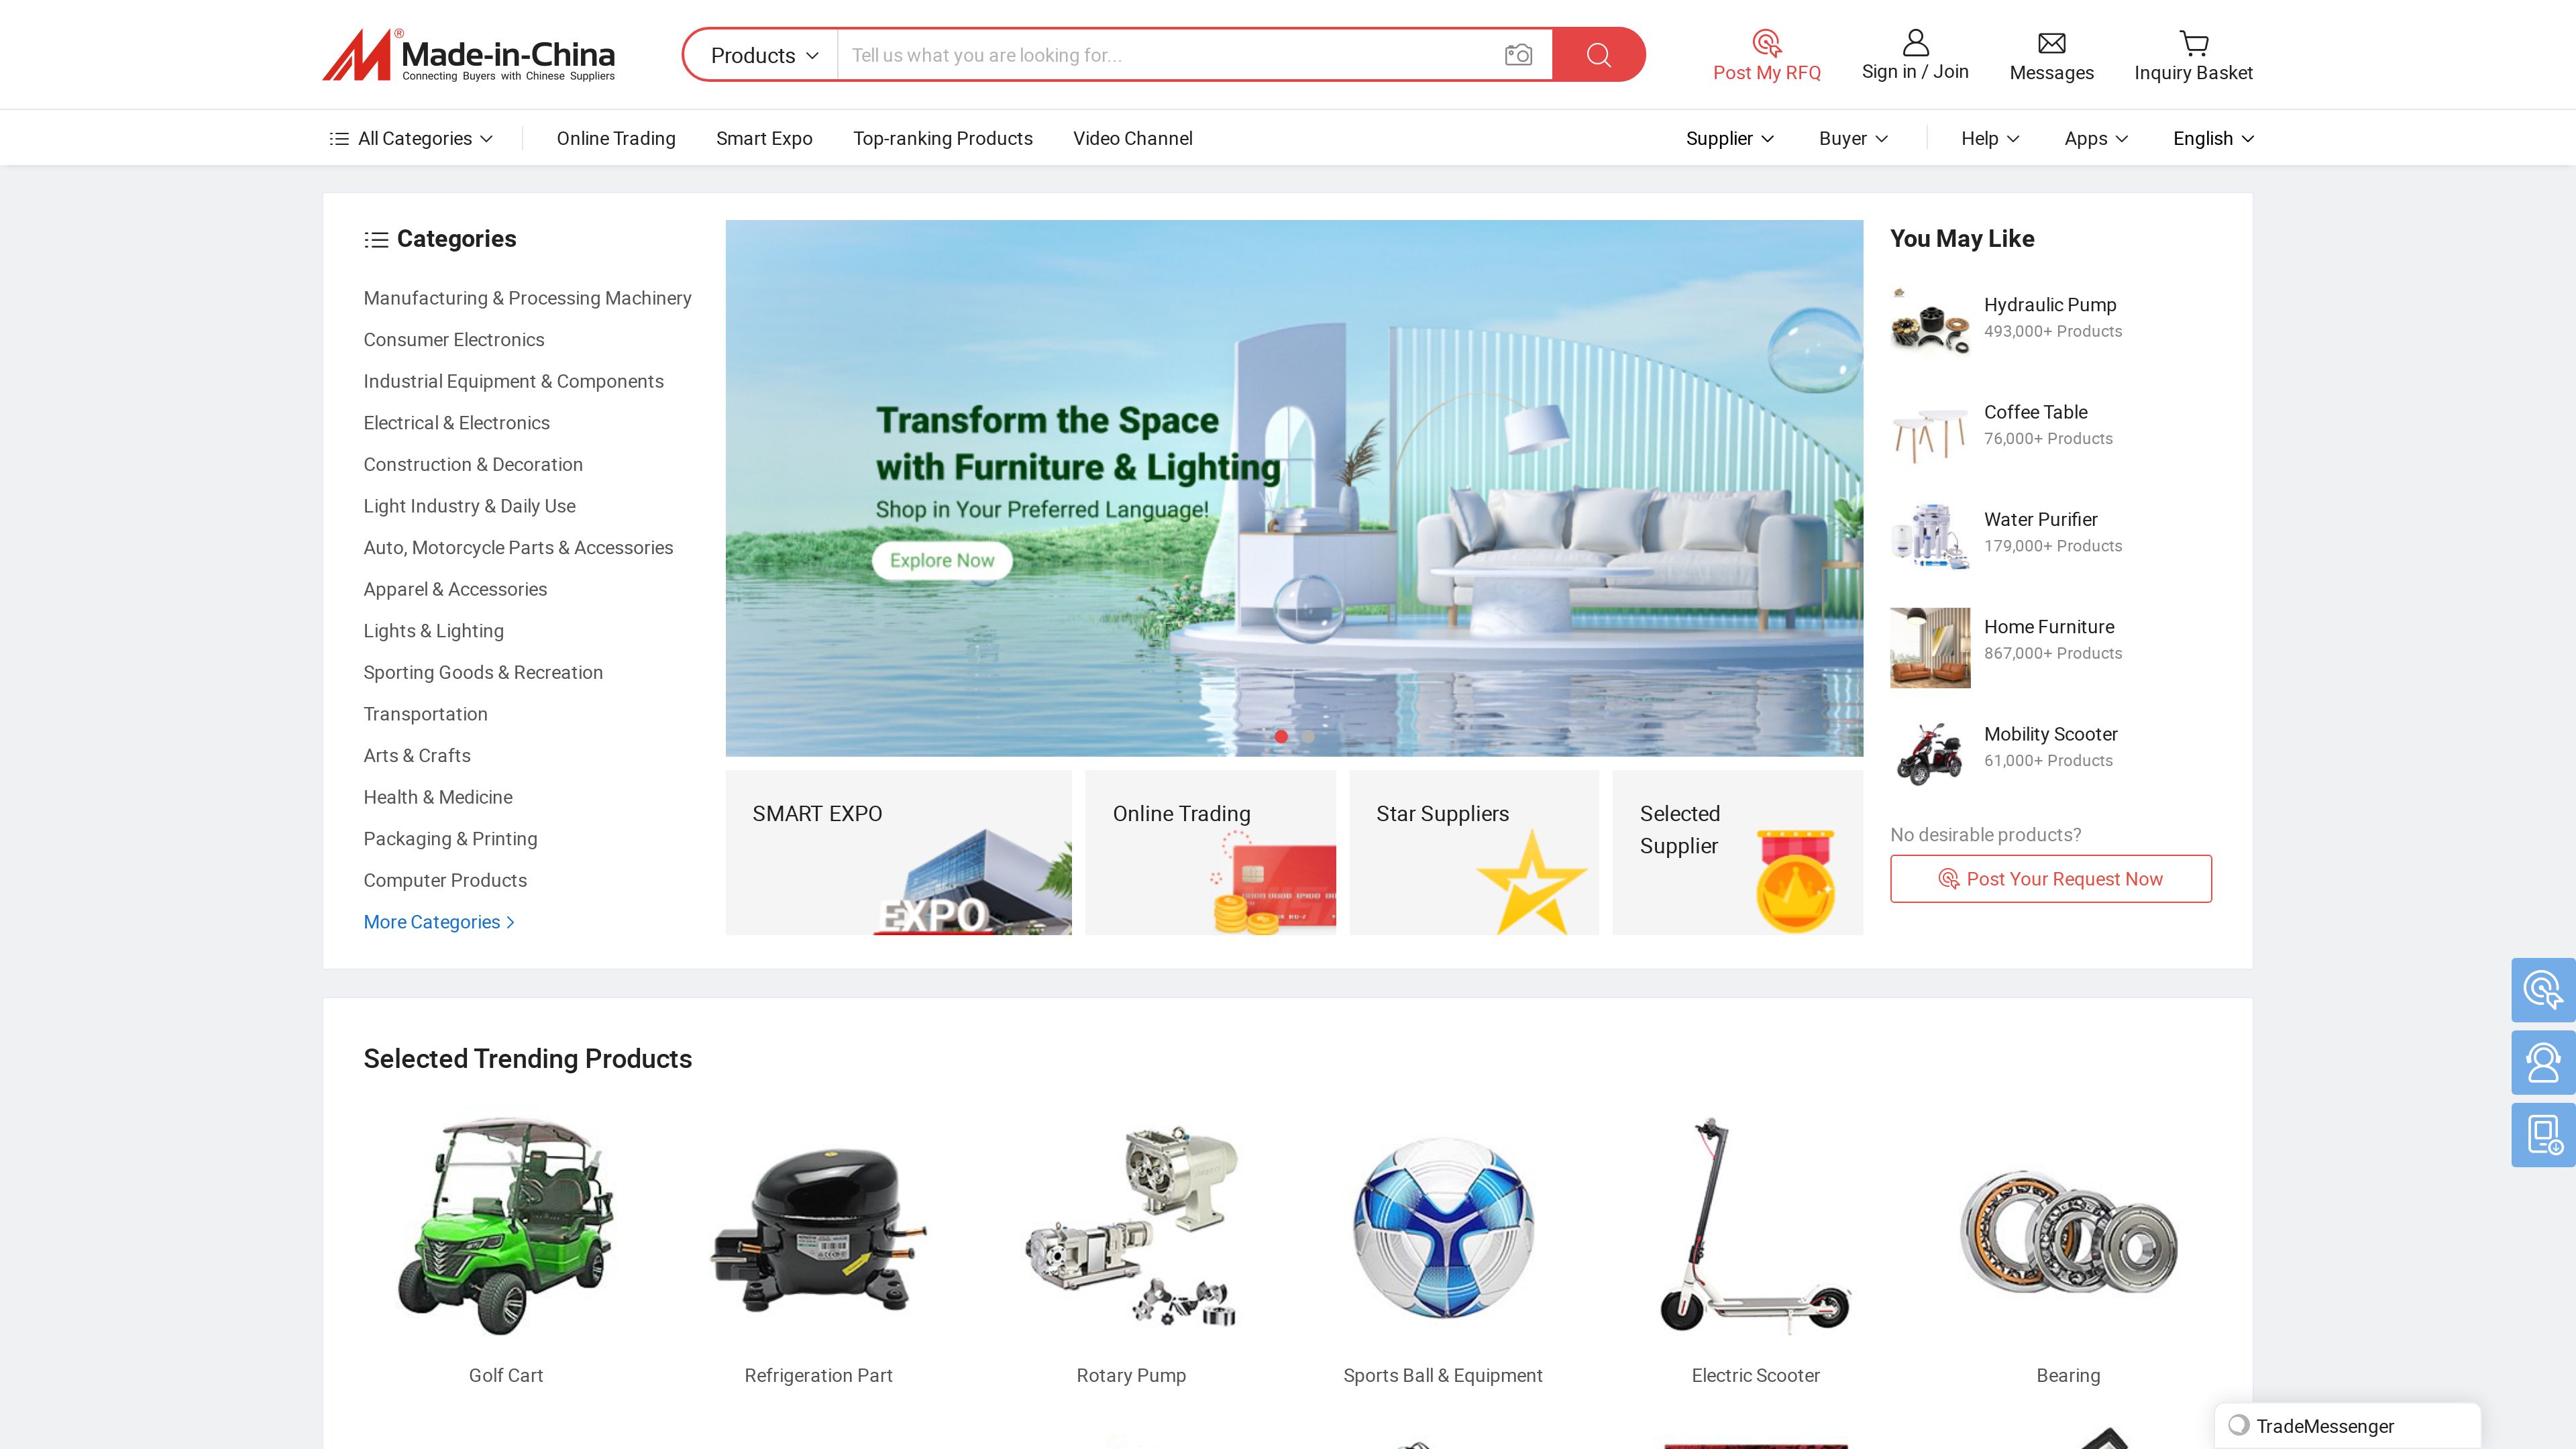 Made-in-China
®
Connecting Buyers with Chinese Suppliers
Products
Tell us what you are looking for...
Post My RFQ
Sign in / Join
Messages
Inquiry Basket
All Categories
Online Trading
Smart Expo
Top-ranking Products
Video Channel
Supplier
Buyer
Help
Apps
English
Categories
Manufacturing & Processing Machinery
Consumer Electronics
Industrial Equipment & Components
Electrical & Electronics
Construction & Decoration
Light Industry & Daily Use
Auto, Motorcycle Parts & Accessories
Apparel & Accessories
Lights & Lighting
Sporting Goods & Recreation
Transportation
Arts & Crafts
Health & Medicine
Packaging & Printing
Computer Products
More Categories
Transform the Space
with Furniture & Lighting
Shop in Your Preferred Language!
Explore Now
SMART EXPO
EXPO
Online Trading
Star Suppliers
Selected
Supplier
You May Like
Hydraulic Pump
493,000+ Products
Coffee Table
76,000+ Products
Water Purifier
179,000+ Products
Home Furniture
867,000+ Products
Mobility Scooter
61,000+ Products
No desirable products?
Post Your Request Now
Selected Trending Products
Golf Cart
Refrigeration Part
Rotary Pump
Sports Ball & Equipment
Electric Scooter
Bearing
TradeMessenger